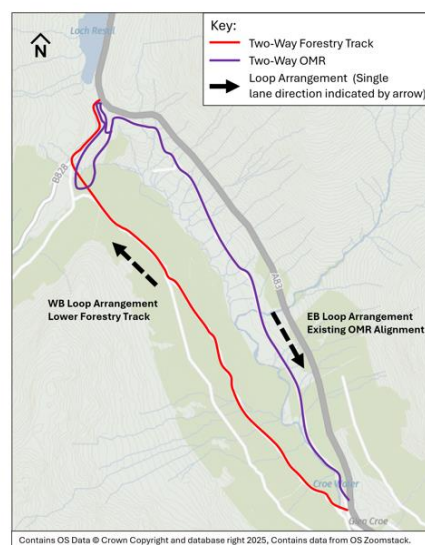 Key:
Two-Way Forestry Track
Two-Way OMR
Loop Arrangement (Single
lane direction indicated by arrow)
N
Loch Restil
B828
A83
WB Loop Arrangement
Lower Forestry Track
EB Loop Arrangement
Existing OMR Alignment
Croe Water
Glen Croe
Contains OS Data © Crown Copyright and database right 2025, Contains data from OS Zoomstack.